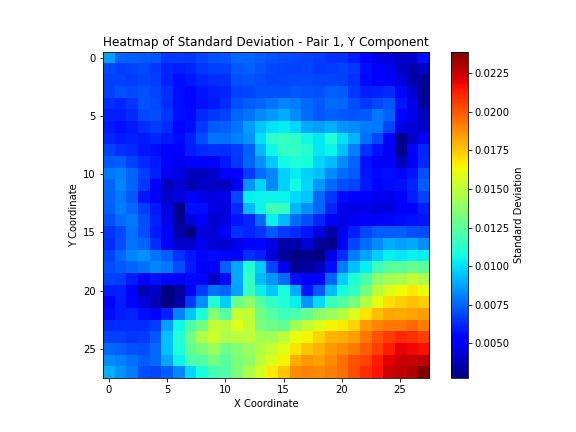 Heatmap of Standard Deviation - Pair 1, Y Component
0
5
10
15
20
25
Y Coordinate
0 5 10 15 20 25
X Coordinate
0.0225
0.0200
0.0175
0.0150
0.0125
0.0100
0.0075
0.0050
Standard Deviation